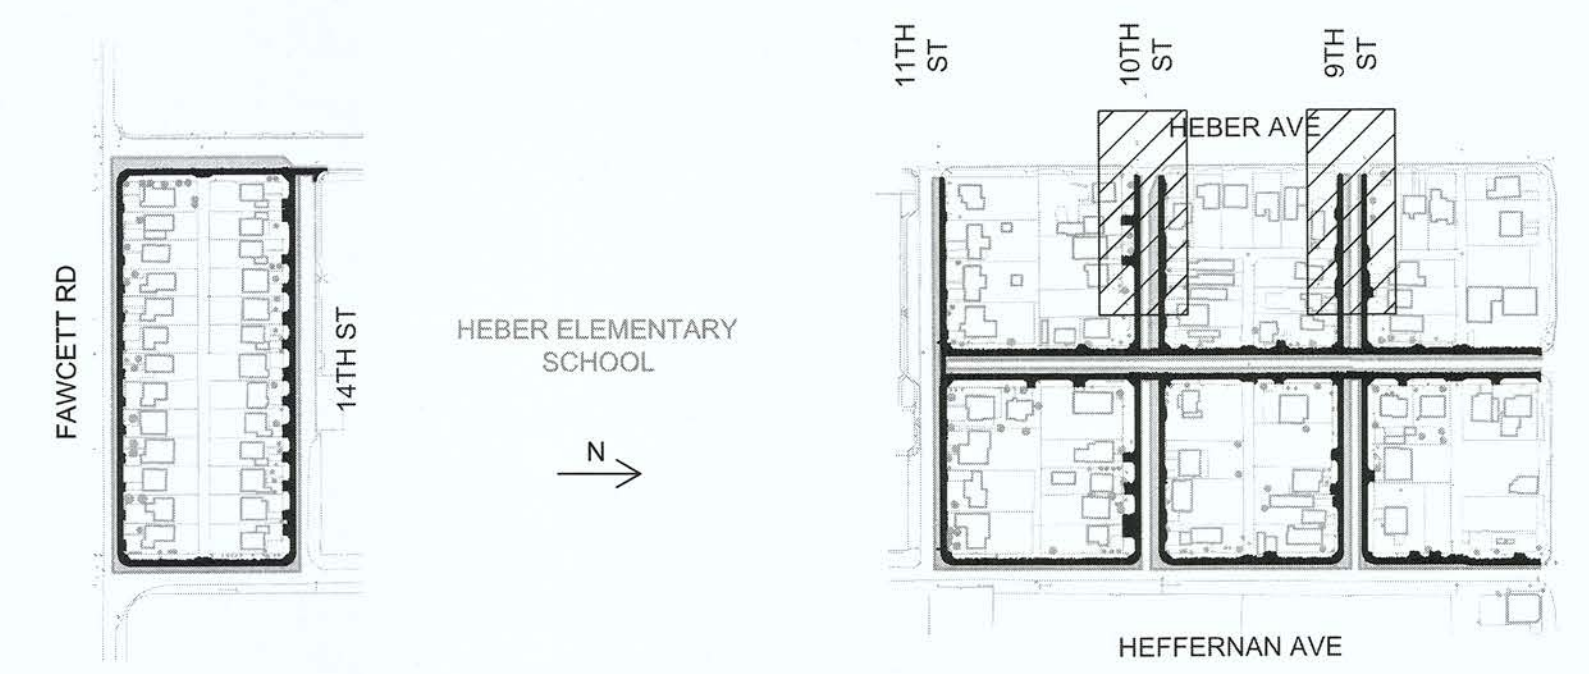 11TH
ST
10TH
ST
9TH
ST
HEBER AVE
FAWCETT RD
14TH ST
HEBER ELEMENTARY
SCHOOL
N
HEFFERNAN AVE